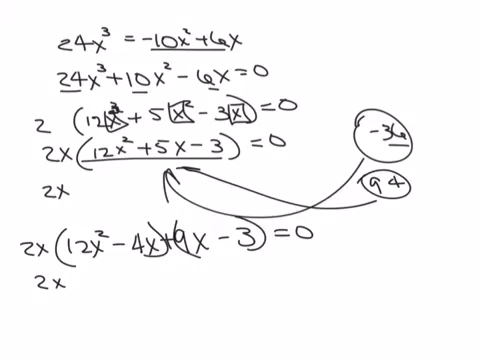 24x³ = -10x² + 6x
24x³ + 10x² - 6x = 0
2 (12x³ + 5x² - 3x) = 0
2x (12x² + 5x - 3) = 0
-36
9 4
2x
2x (12x² - 4x) + (9x - 3) = 0
2x